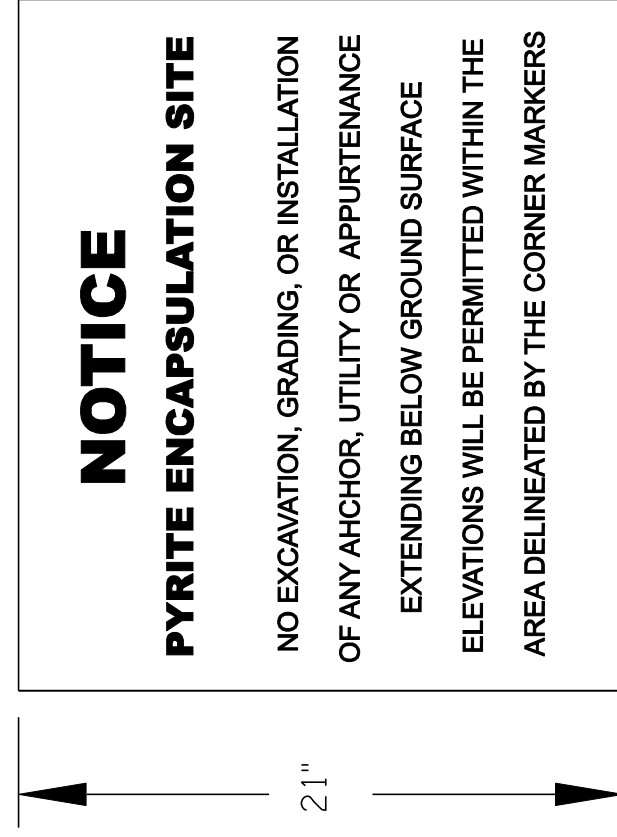 NOTICE
PYRITE ENCAPSULATION SITE
NO EXCAVATION, GRADING, OR INSTALLATION
OF ANY AHCHOR, UTILITY OR APPURTENANCE
EXTENDING BELOW GROUND SURFACE
ELEVATIONS WILL BE PERMITTED WITHIN THE
AREA DELINEATED BY THE CORNER MARKERS
21"